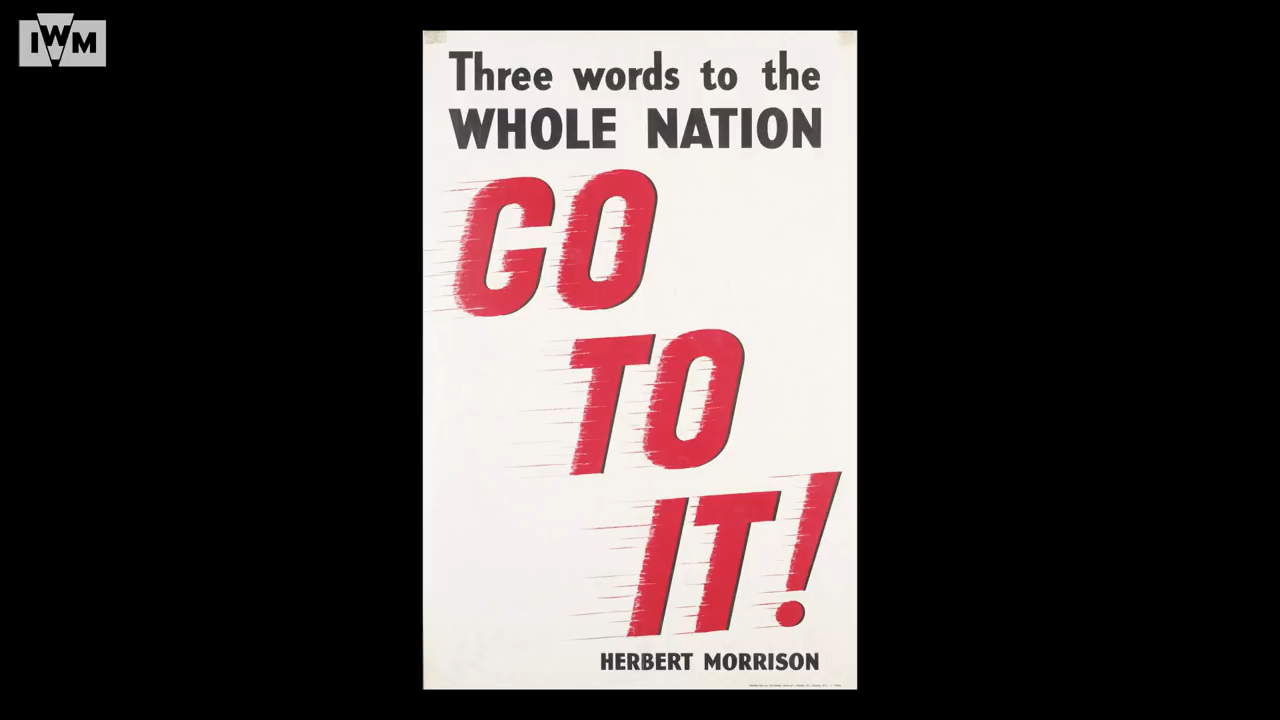 IWM
Three words to the
WHOLE NATION
GO
TO
IT!
HERBERT MORRISON